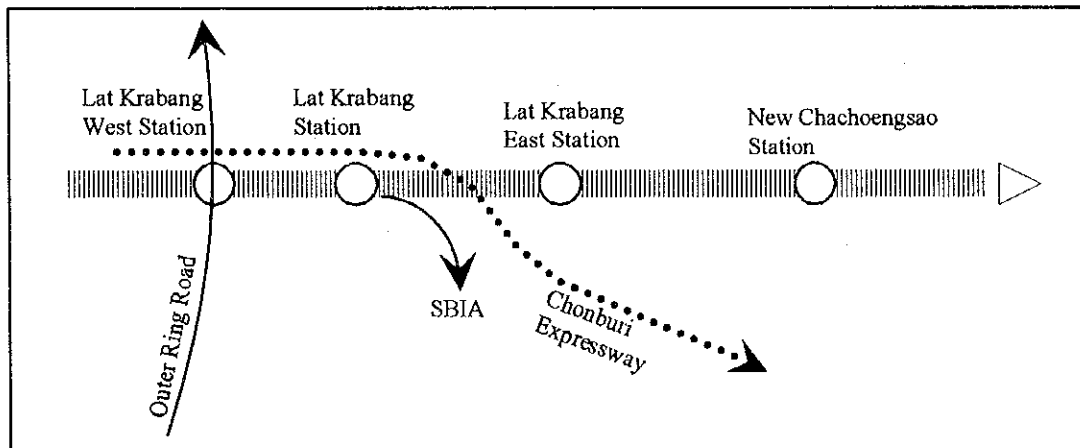 Lat Krabang
West Station
Lat Krabang
Station
Lat Krabang
East Station
New Chachoengsao
Station
SBIA
Outer Ring Road
Chonburi
Expressway